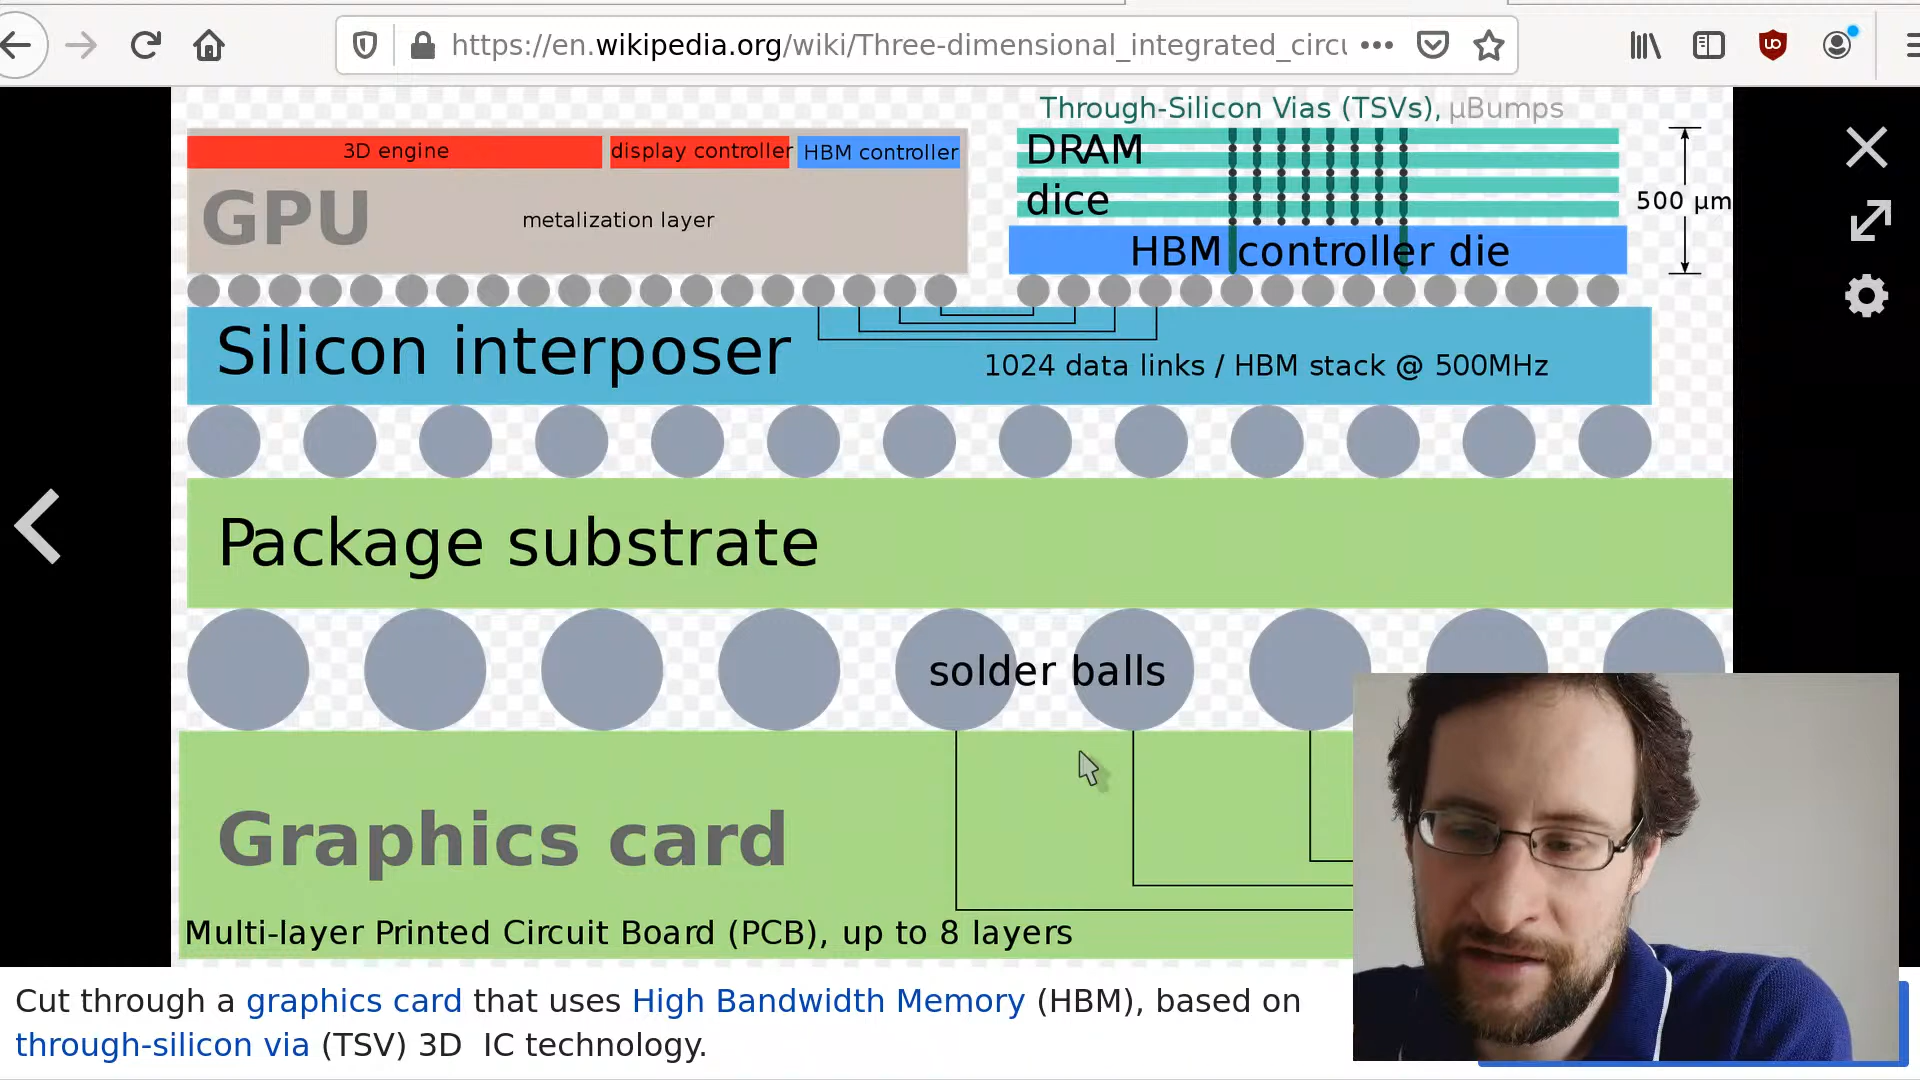 https://en.wikipedia.org/wiki/Three-dimensional_integrated_circu
Through-Silicon Vias (TSVs), µBumps
3D engine
display controller
HBM controller
GPU
metalization layer
DRAM
dice
HBM controller die
500 µm
Silicon interposer
1024 data links / HBM stack @ 500MHz
Package substrate
solder balls
Graphics card
Multi-layer Printed Circuit Board (PCB), up to 8 layers
Cut through a graphics card that uses High Bandwidth Memory (HBM), based on
through-silicon via (TSV) 3D IC technology.